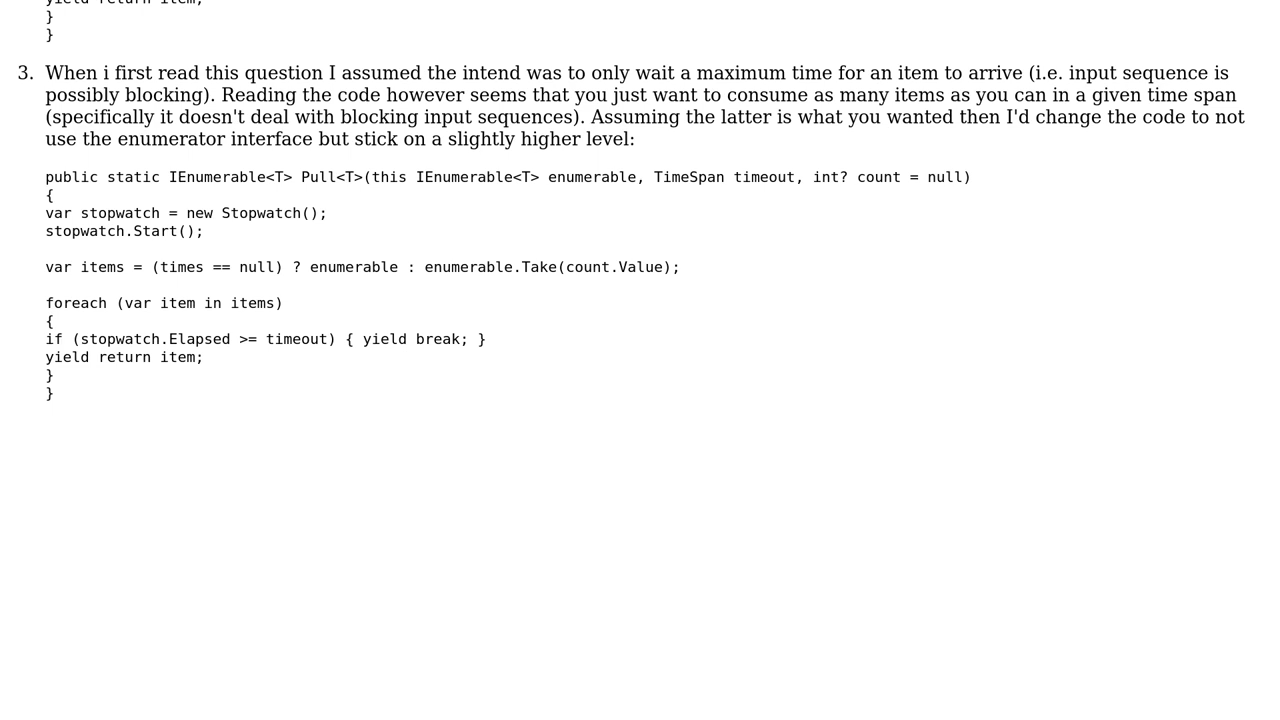 yield return item;
}
}
3. When i first read this question I assumed the intend was to only wait a maximum time for an item to arrive (i.e. input sequence is
possibly blocking). Reading the code however seems that you just want to consume as many items as you can in a given time span
(specifically it doesn't deal with blocking input sequences). Assuming the latter is what you wanted then I'd change the code to not
use the enumerator interface but stick on a slightly higher level:
public static IEnumerable<T> Pull<T>(this IEnumerable<T> enumerable, TimeSpan timeout, int? count = null)
{
var stopwatch = new Stopwatch();
stopwatch.Start();
var items = (times == null) ? enumerable : enumerable.Take(count.Value);
foreach (var item in items)
{
if (stopwatch.Elapsed >= timeout) { yield break; }
yield return item;
}
}